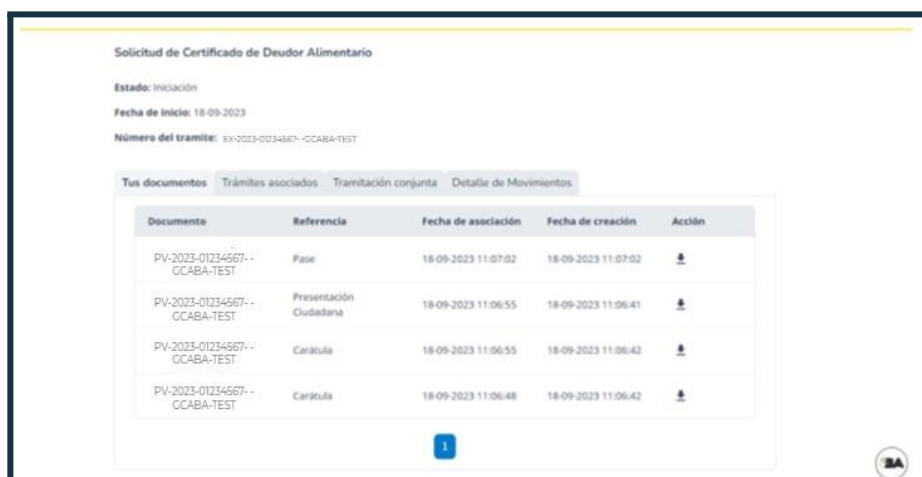 Solicitud de Certificado de Deudor Alimentario
Estado: Iniciación
Fecha de inicio: 18-09-2023
Número del tramite: EX-2023-01234567- -GCABA-TEST
Tus documentos Trámites asociados Tramitación conjunta Detalle de Movimientos
Documento Referencia Fecha de asociación Fecha de creación Acción
PV-2023-01234567- -
GCABA-TEST
Pase 18-09-2023 11:07:02 18-09-2023 11:07:02
PV-2023-01234567- -
GCABA-TEST
Presentación
Ciudadana
18-09-2023 11:06:55 18-09-2023 11:06:41
PV-2023-01234567- -
GCABA-TEST
Carátula 18-09-2023 11:06:55 18-09-2023 11:06:42
PV-2023-01234567- -
GCABA-TEST
Carátula 18-09-2023 11:06:48 18-09-2023 11:06:42
1
BA